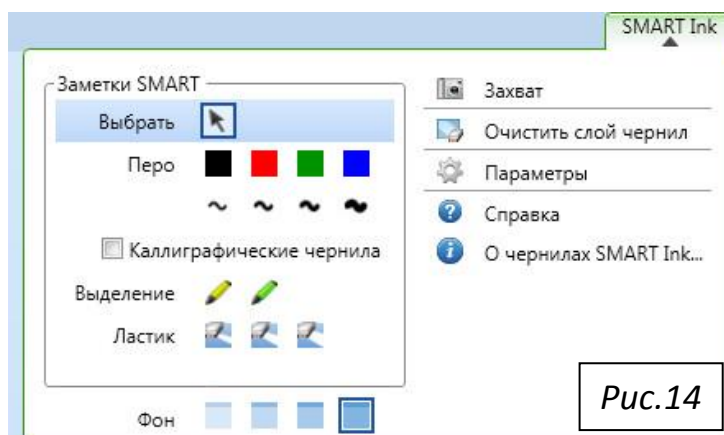 SMART Ink
Заметки SMART
Выбрать
Перо
Каллиграфические чернила
Выделение
Ластик
Фон
Захват
Очистить слой чернил
Параметры
Справка
О чернилах SMART Ink...
Рис.14